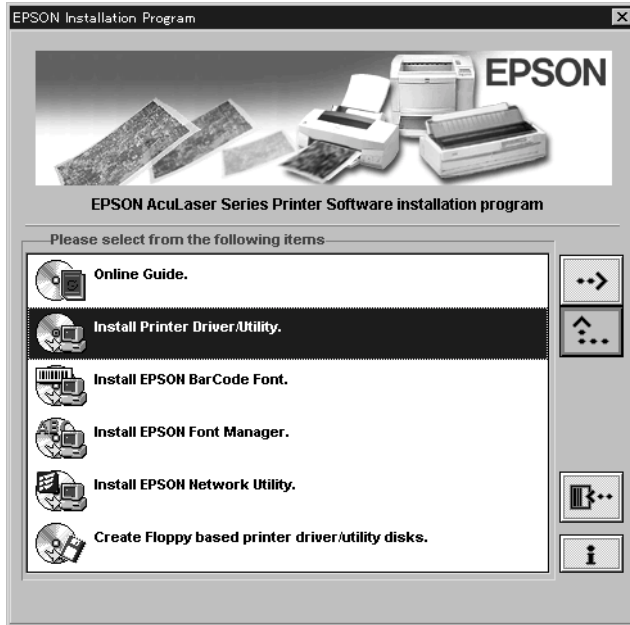 EPSON Installation Program
EPSON
EPSON AcuLaser Series Printer Software installation program
Please select from the following items
Online Guide.
Install Printer Driver/Utility.
Install EPSON BarCode Font.
Install EPSON Font Manager.
Install EPSON Network Utility.
Create Floppy based printer driver/utility disks.